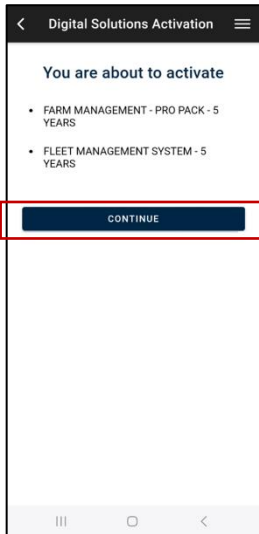 Digital Solutions Activation
You are about to activate
• FARM MANAGEMENT - PRO PACK - 5
YEARS
• FLEET MANAGEMENT SYSTEM - 5
YEARS
CONTINUE